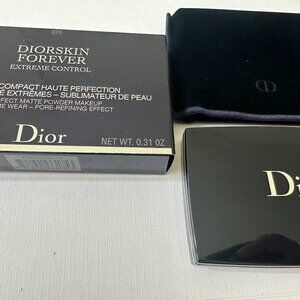 070
DIORSKIN
FOREVER
EXTREME CONTROL
COMPACT HAUTE PERFECTION
EXTRÊMES – SUBLIMATEUR DE PEAU
MATTE POWDER MAKEUP
WEAR – PORE-REFINING EFFECT
Dior
NET WT. 0.31 OZ
Di